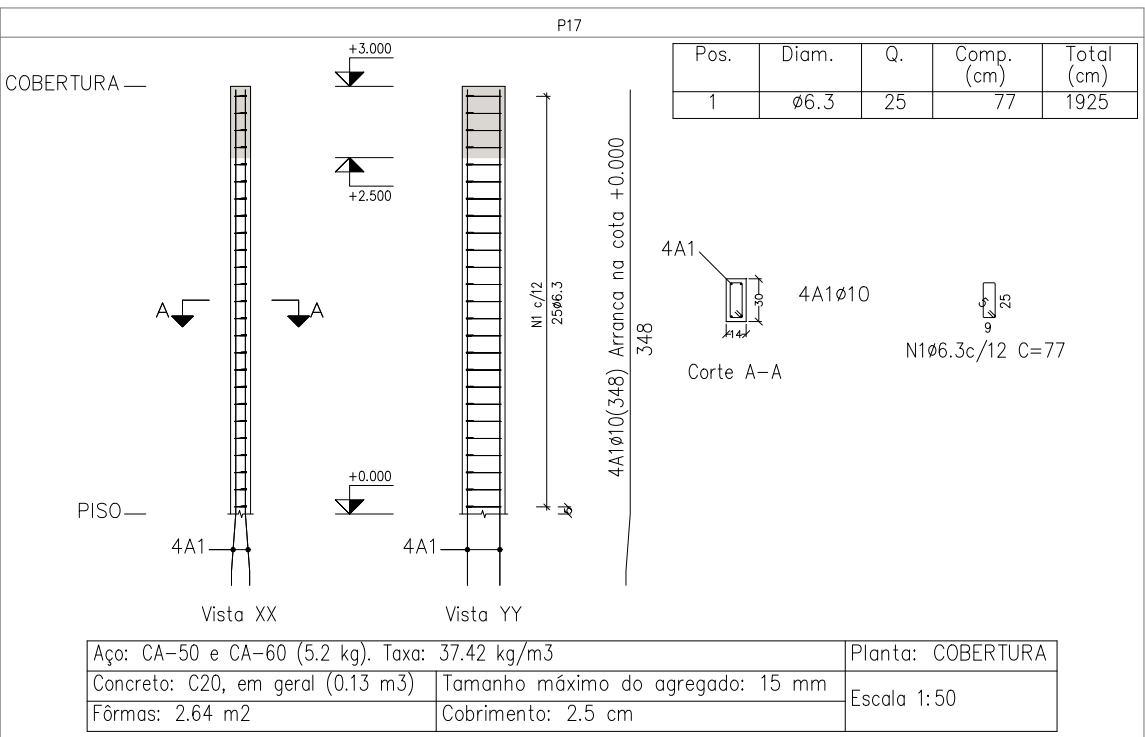 P17
Pos. Diam. Q. Comp. (cm) Total (cm)
1 ø6.3 25 77 1925
COBERTURA
+3.000
+2.500
A A
+0.000
PISO
4A1
4A1
Vista XX
Vista YY
N1 c/12
25ø6.3
4A1ø10(348) Arranca na cota +0.000
348
4A1
30
14
4A1ø10
Corte A-A
5
25
9
N1ø6.3c/12 C=77
Aço: CA-50 e CA-60 (5.2 kg). Taxa: 37.42 kg/m3
Planta: COBERTURA
Concreto: C20, em geral (0.13 m3)
Tamanho máximo do agregado: 15 mm
Escala 1:50
Fôrmas: 2.64 m2
Cobrimento: 2.5 cm